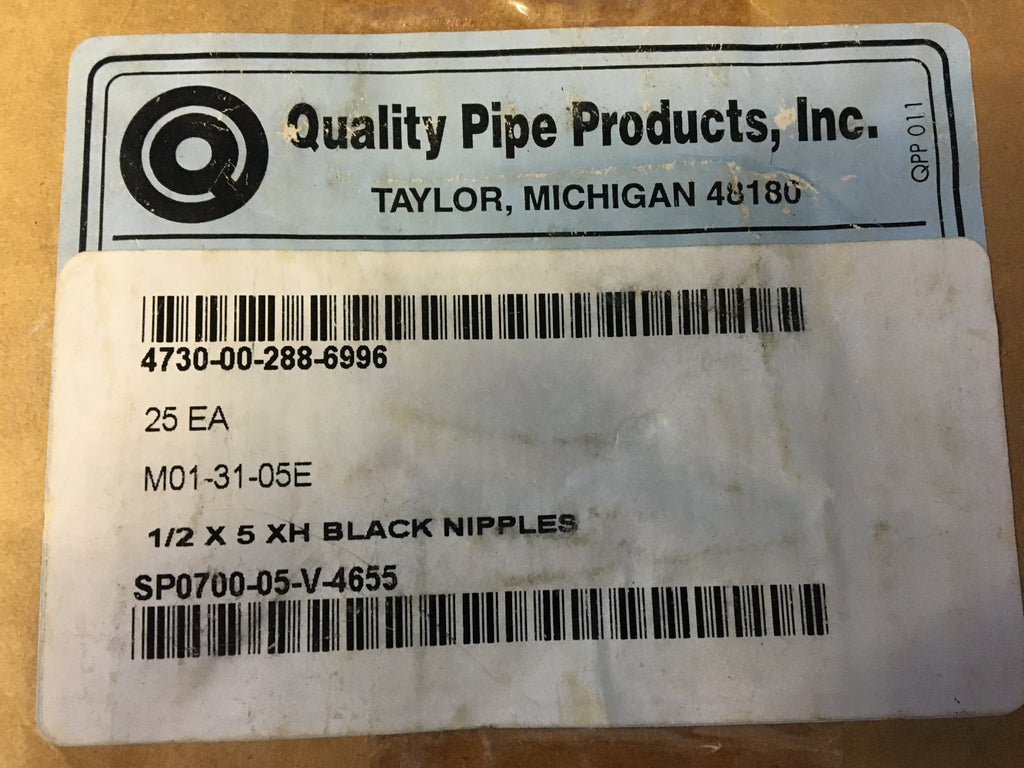 Quality Pipe Products, Inc.
TAYLOR, MICHIGAN 48180
QPP 011
4730-00-288-6996
25 EA
M01-31-05E
1/2 X 5 XH BLACK NIPPLES
SP0700-05-V-4655